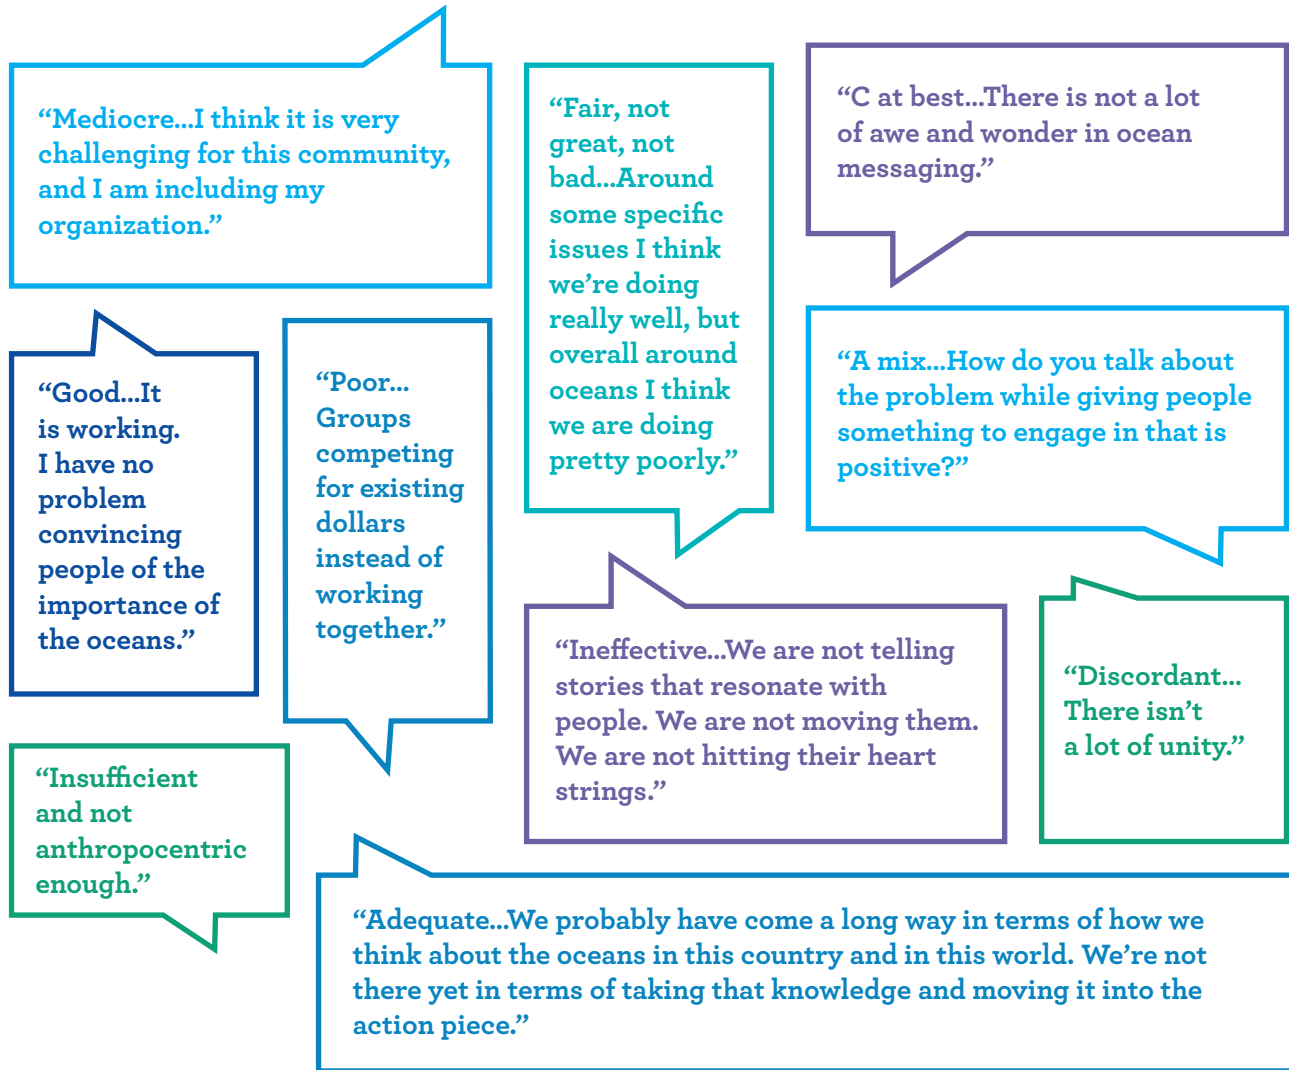 “Mediocre...I think it is very
challenging for this community,
and I am including my
organization.”
“Fair, not
great, not
bad...Around
some specific
issues I think
we’re doing
really well, but
overall around
oceans I think
we are doing
pretty poorly.”
“C at best...There is not a lot
of awe and wonder in ocean
messaging.”
“Good...It
is working.
I have no
problem
convincing
people of the
importance of
the oceans.”
“Poor...
Groups
competing
for existing
dollars
instead of
working
together.”
“A mix...How do you talk about
the problem while giving people
something to engage in that is
positive?”
“Ineffective...We are not telling
stories that resonate with
people. We are not moving them.
We are not hitting their heart
strings.”
“Discordant...
There isn’t
a lot of unity.”
“Insufficient
and not
anthropocentric
enough.”
“Adequate...We probably have come a long way in terms of how we
think about the oceans in this country and in this world. We’re not
there yet in terms of taking that knowledge and moving it into the
action piece.”